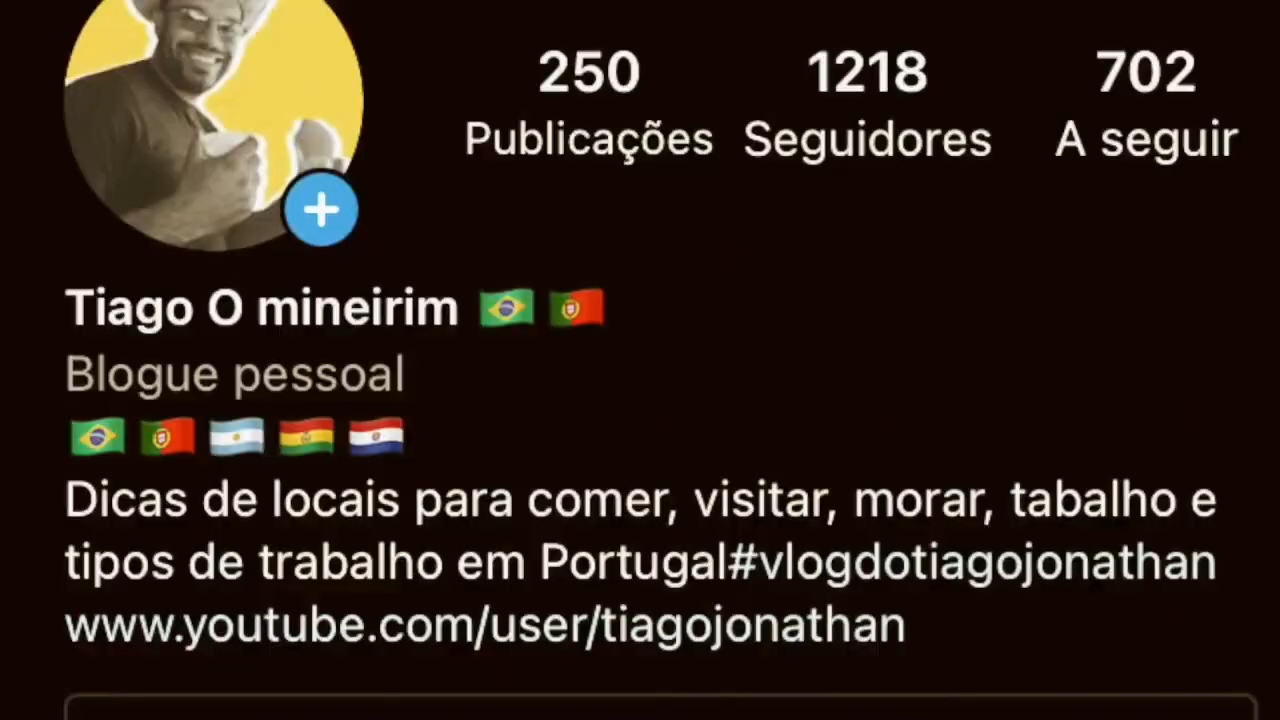 250 1218 702
Publicações Seguidores A seguir
Tiago O mineirim 🇧🇷 🇵🇹
Blogue pessoal
🇧🇷 🇵🇹 🇦🇷 🇧🇴 🇵🇾
Dicas de locais para comer, visitar, morar, tabalho e
tipos de trabalho em Portugal#vlogdotiagojonathan
www.youtube.com/user/tiagojonathan